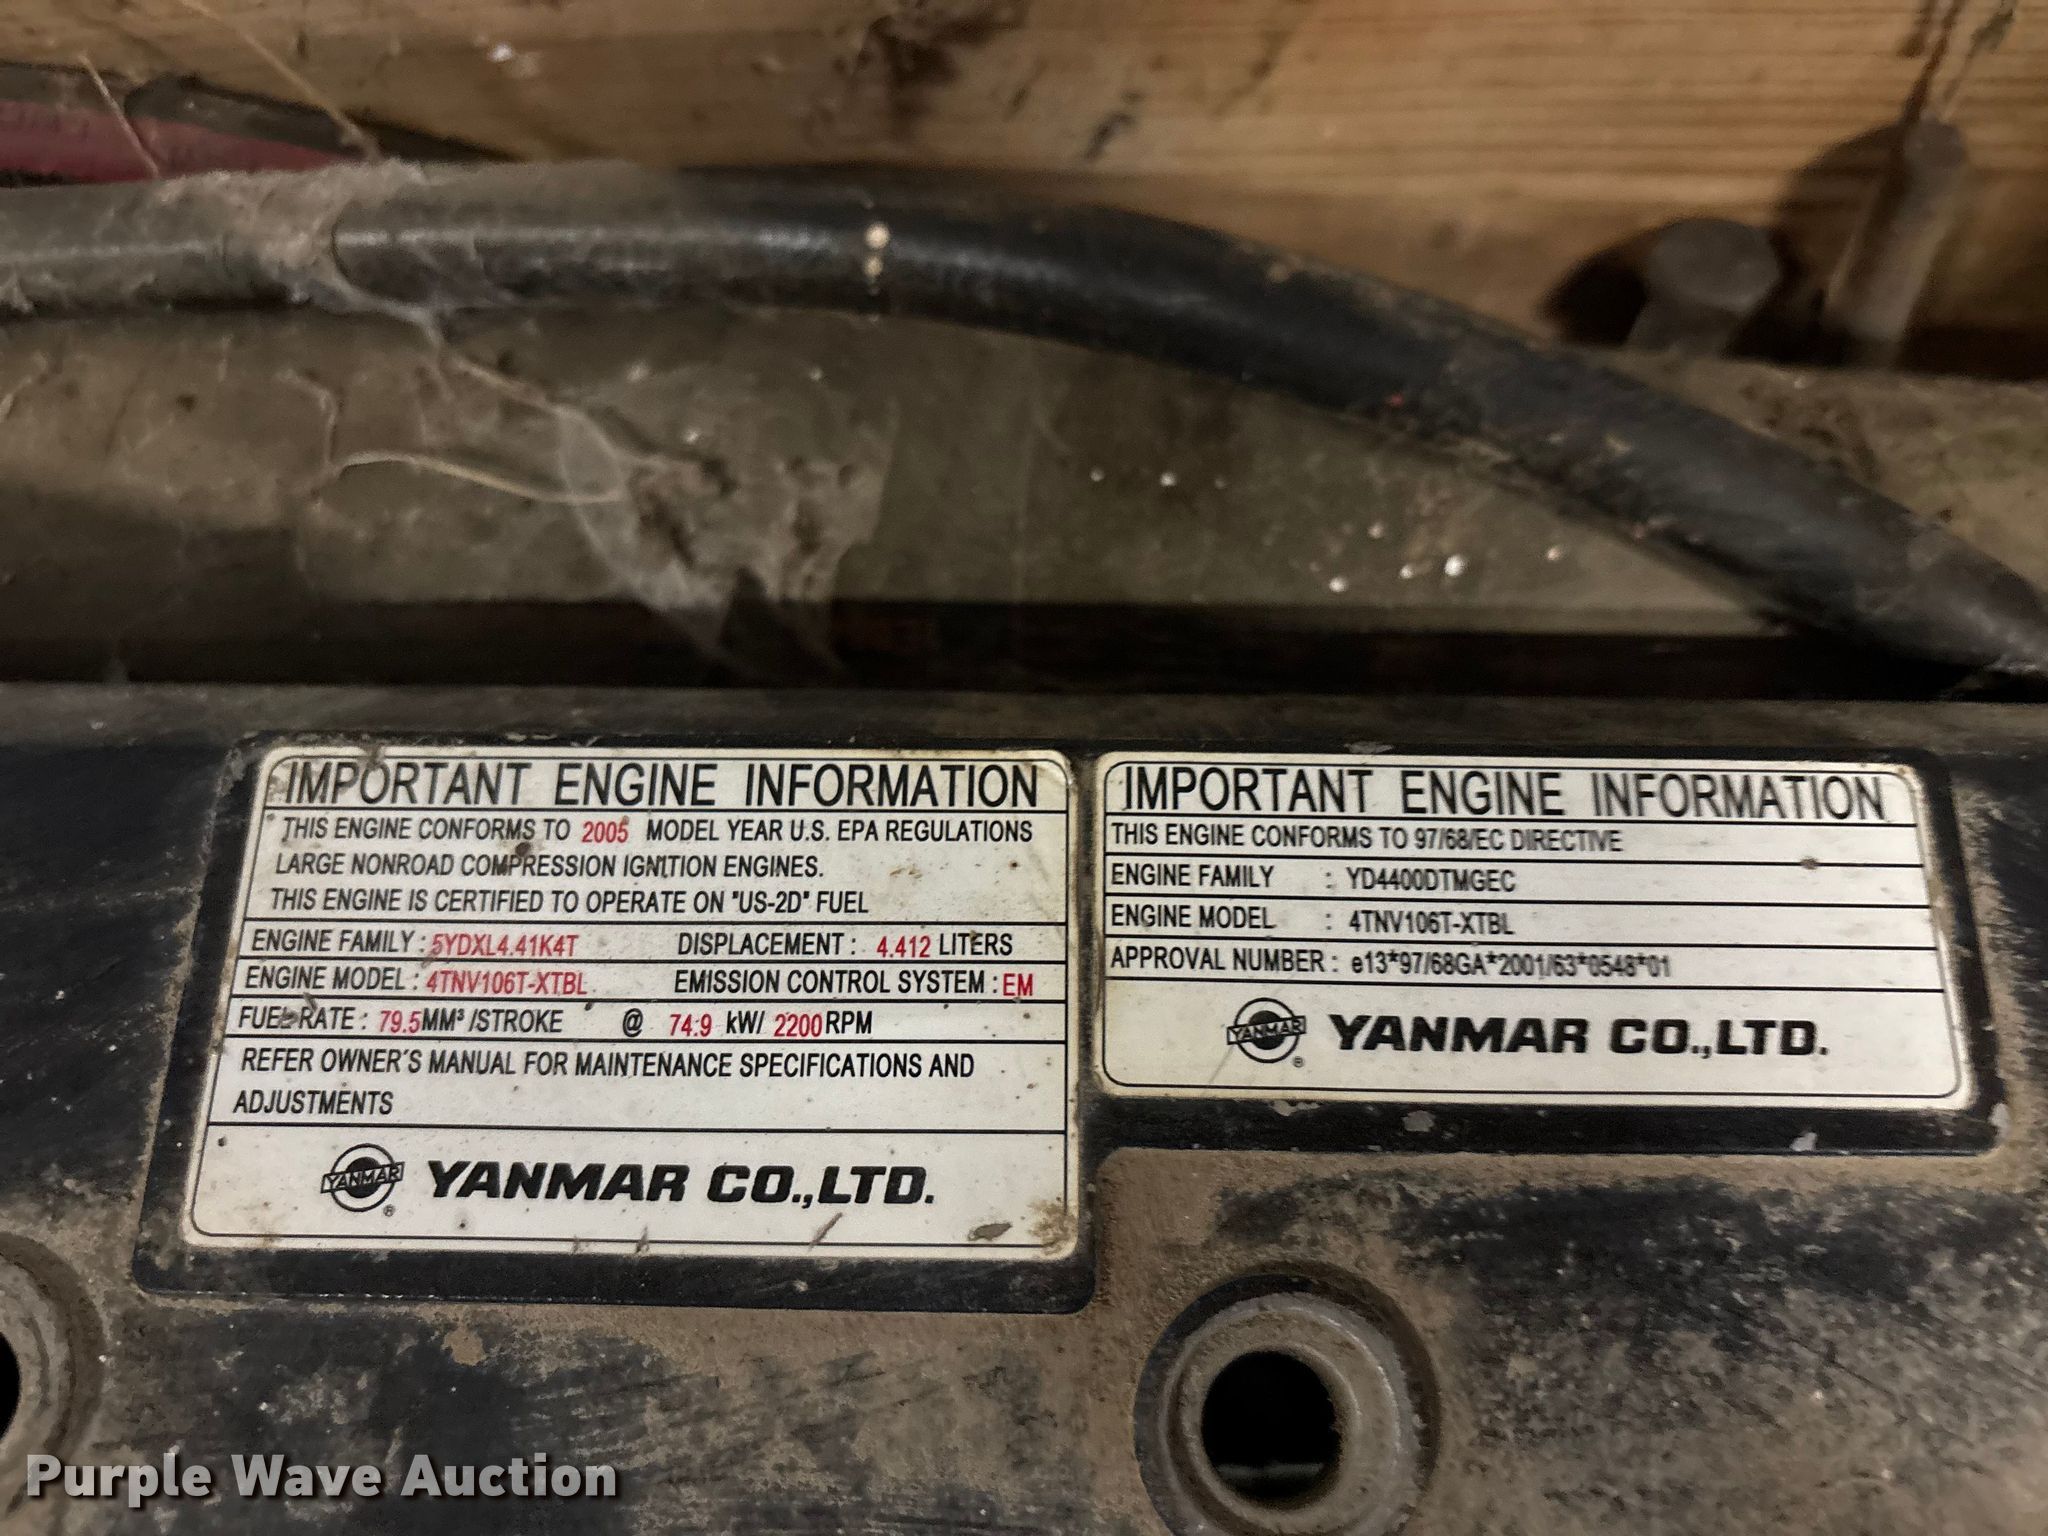 IMPORTANT ENGINE INFORMATION
THIS ENGINE CONFORMS TO 2005 MODEL YEAR U.S. EPA REGULATIONS
LARGE NONROAD COMPRESSION IGNITION ENGINES.
THIS ENGINE IS CERTIFIED TO OPERATE ON "US-2D" FUEL
ENGINE FAMILY : 5YDXL4.41K4T DISPLACEMENT : 4.412 LITERS
ENGINE MODEL : 4TNV106T-XTBL EMISSION CONTROL SYSTEM : EM
FUEL RATE : 79.5 MM³ /STROKE @ 74.9 kW/ 2200 RPM
REFER OWNER'S MANUAL FOR MAINTENANCE SPECIFICATIONS AND
ADJUSTMENTS
YANMAR YANMAR CO.,LTD.
®
IMPORTANT ENGINE INFORMATION
THIS ENGINE CONFORMS TO 97/68/EC DIRECTIVE
ENGINE FAMILY : YD4400DTMGEC
ENGINE MODEL : 4TNV106T-XTBL
APPROVAL NUMBER : e13*97/68GA*2001/63*0548*01
YANMAR YANMAR CO.,LTD.
®
Purple Wave Auction